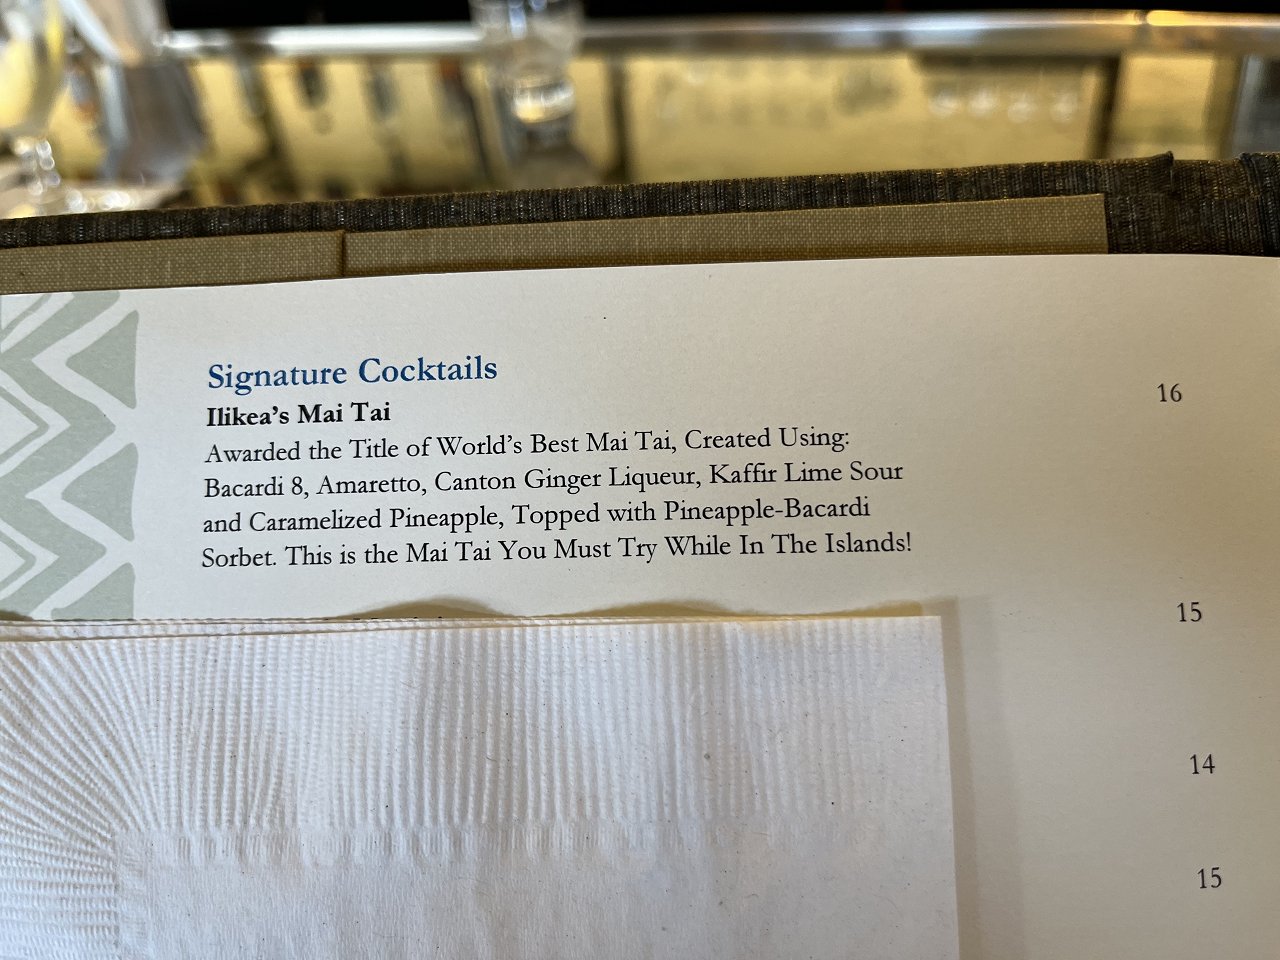 Signature Cocktails
Ilikea's Mai Tai 16
Awarded the Title of World's Best Mai Tai, Created Using:
Bacardi 8, Amaretto, Canton Ginger Liqueur, Kaffir Lime Sour
and Caramelized Pineapple, Topped with Pineapple-Bacardi
Sorbet. This is the Mai Tai You Must Try While In The Islands!
15
14
15